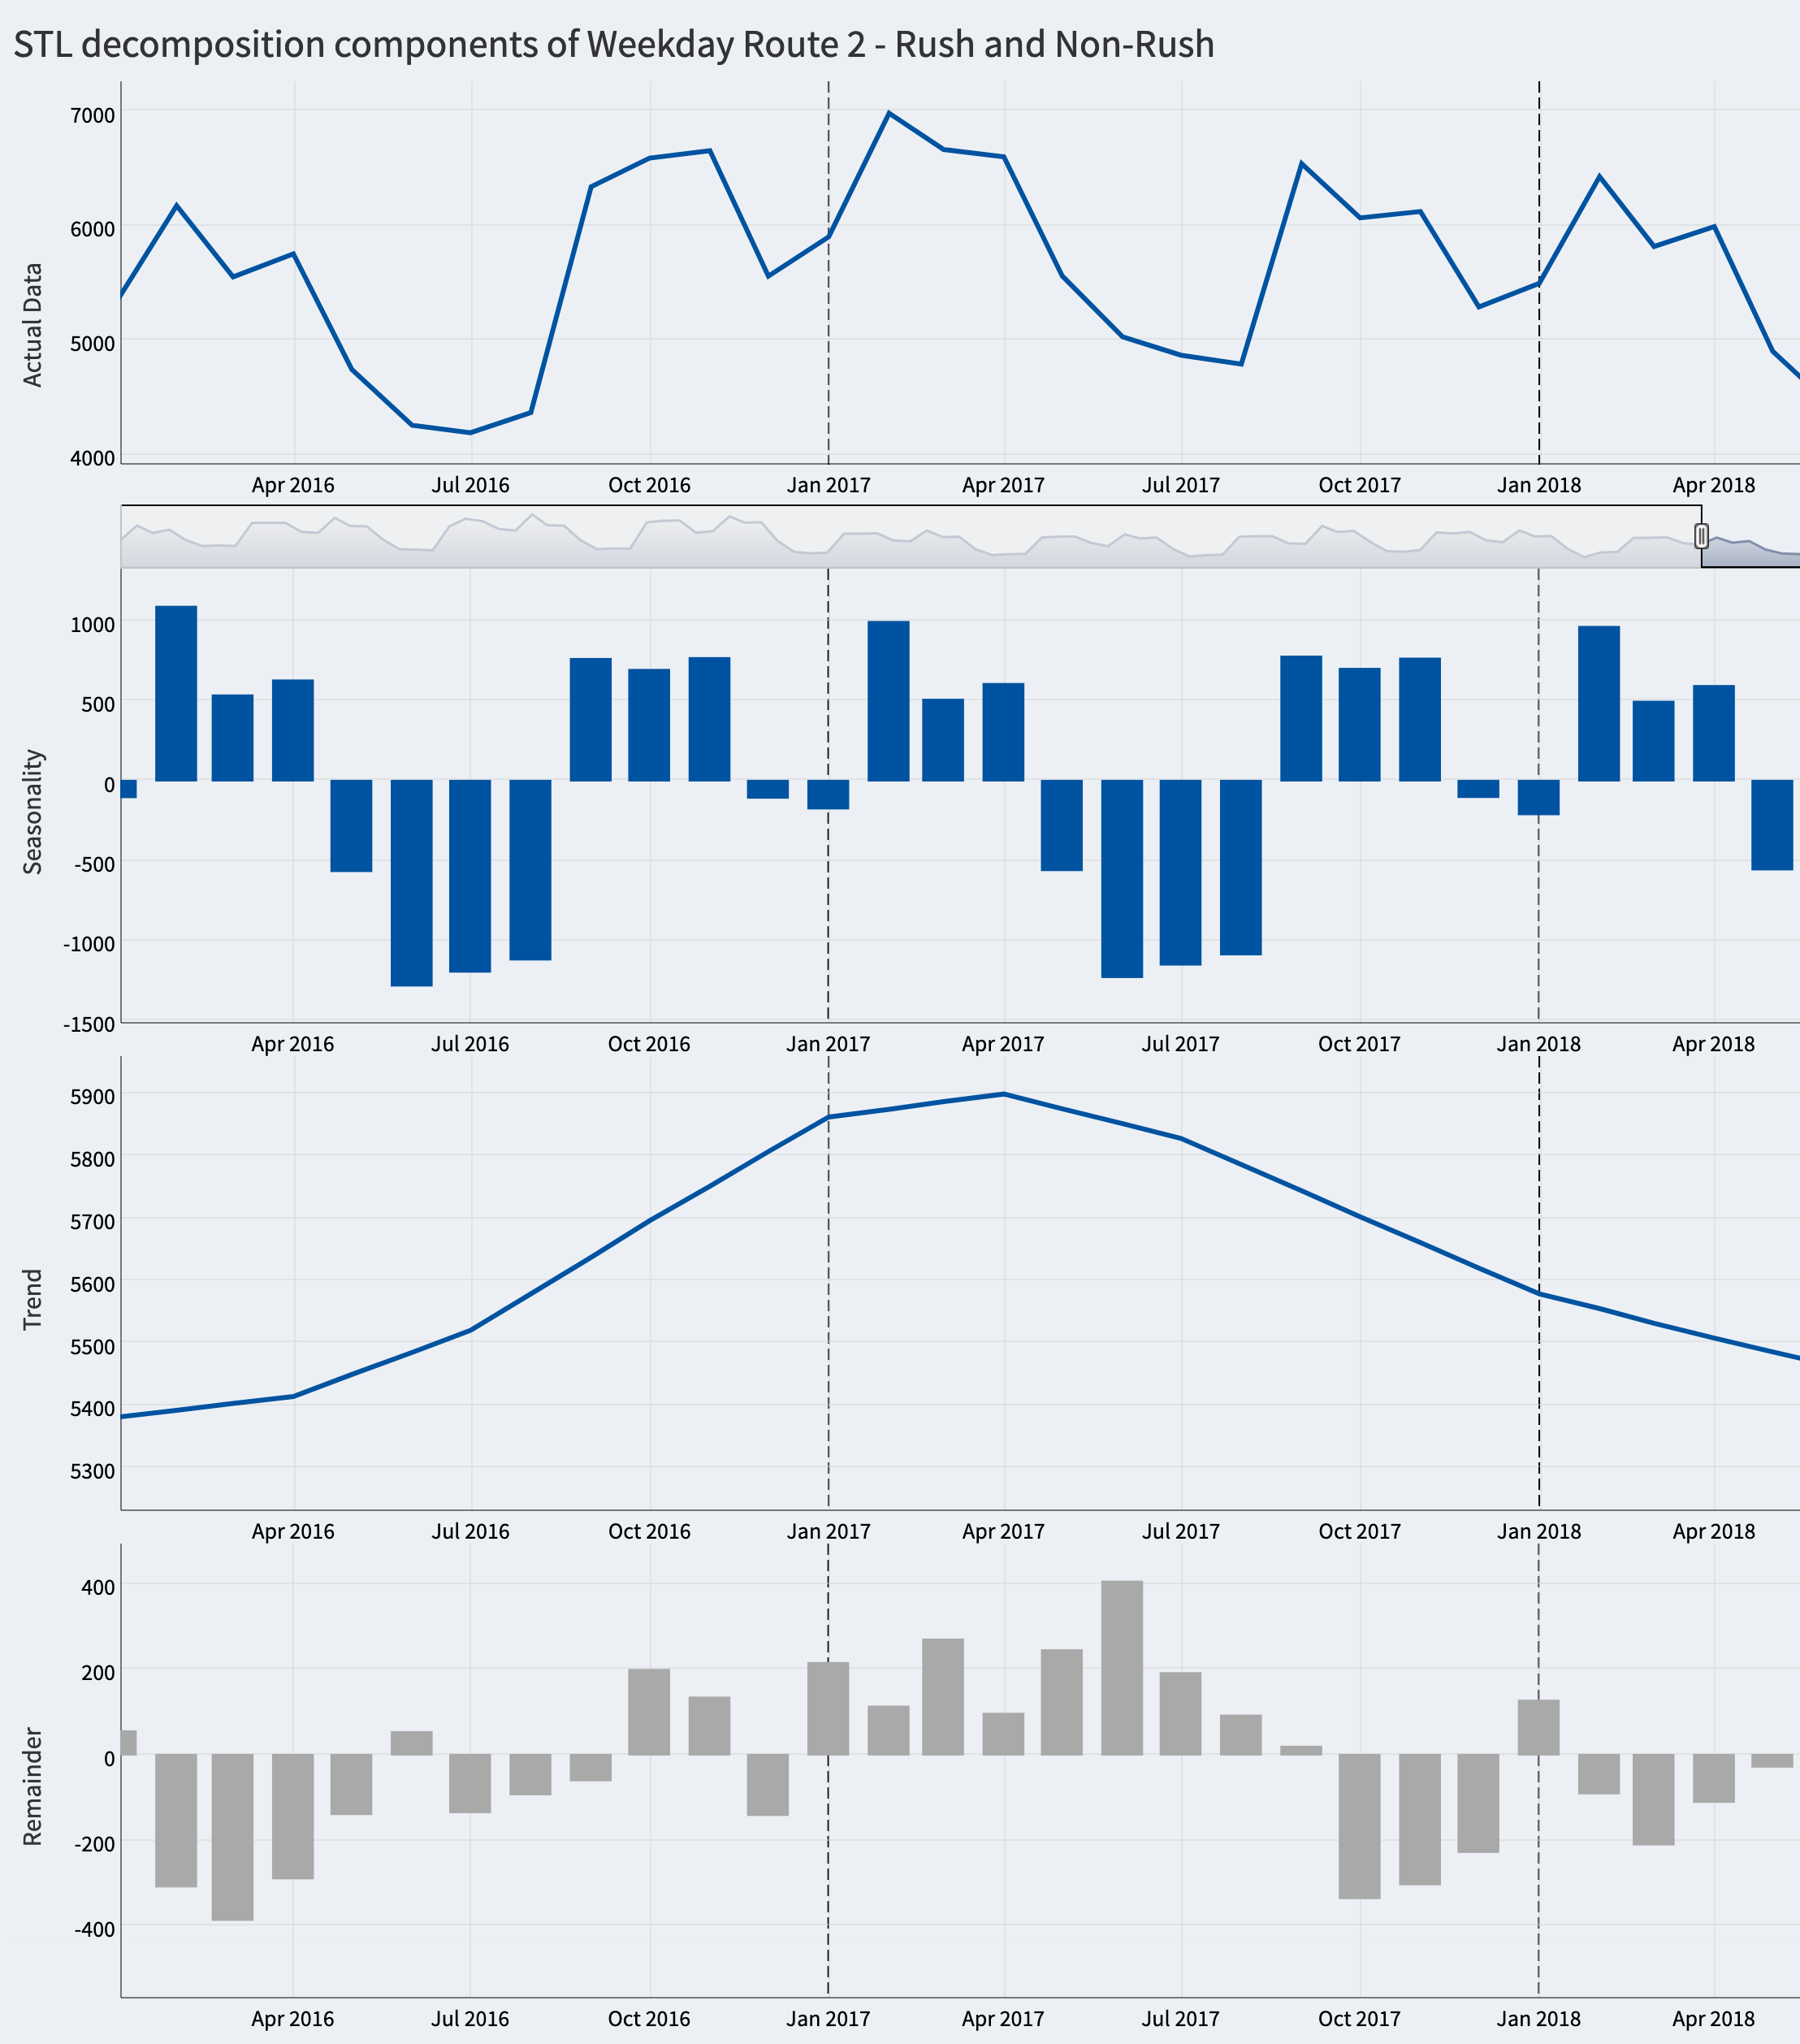 STL decomposition components of Weekday Route 2 - Rush and Non-Rush
Actual Data
7000
6000
5000
4000
Apr 2016 Jul 2016 Oct 2016 Jan 2017 Apr 2017 Jul 2017 Oct 2017 Jan 2018 Apr 2018
Seasonality
1000
500
0
-500
-1000
-1500
Apr 2016 Jul 2016 Oct 2016 Jan 2017 Apr 2017 Jul 2017 Oct 2017 Jan 2018 Apr 2018
Trend
5900
5800
5700
5600
5500
5400
5300
Apr 2016 Jul 2016 Oct 2016 Jan 2017 Apr 2017 Jul 2017 Oct 2017 Jan 2018 Apr 2018
Remainder
400
200
0
-200
-400
Apr 2016 Jul 2016 Oct 2016 Jan 2017 Apr 2017 Jul 2017 Oct 2017 Jan 2018 Apr 2018